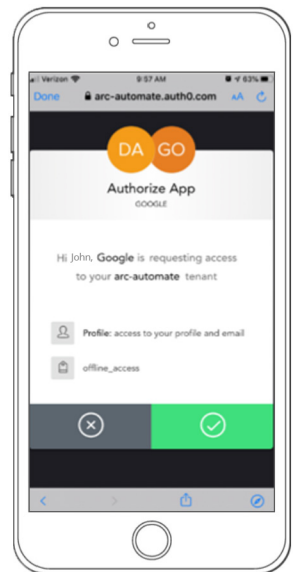 Verizon 9:57 AM 63%
Done arc-automate.auth0.com AA
DA GO
Authorize App
GOOGLE
Hi John, Google is requesting access
to your arc-automate tenant
Profile: access to your profile and email
offline_access